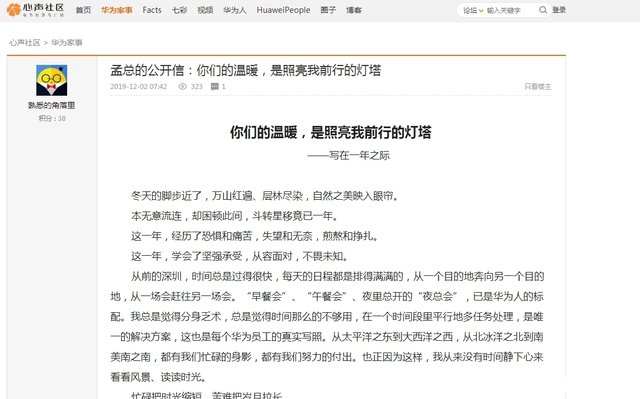 心声社区
首页 华为家事 Facts 七彩 视频 华为人 HuaweiPeople 圈子 博客
论坛 输入关键字 登录
心声社区 > 华为家事
孟总的公开信：你们的温暖，是照亮我前行的灯塔
2019-12-02 07:42 323 1 只看楼主
熟悉的角落里
积分：38
你们的温暖，是照亮我前行的灯塔
——写在一年之际
冬天的脚步近了，万山红遍、层林尽染，自然之美映入眼帘。
本无意流连，却困顿此间，斗转星移竟已一年。
这一年，经历了恐惧和痛苦，失望和无奈，煎熬和挣扎。
这一年，学会了坚强承受，从容面对，不畏未知。
从前的深圳，时间总是过得很快，每天的日程都是排得满满的，从一个目的地奔向另一个目的
地，从一场会赶往另一场会。“早餐会”、“午餐会”、夜里总开的“夜总会”，已是华为人的标
配。我总是觉得分身乏术，总是觉得时间那么的不够用，在一个时间段里平行地多任务处理，是唯
一的解决方案，这也是每个华为员工的真实写照。从太平洋之东到大西洋之西，从北冰洋之北到南
美南之南，都有我们忙碌的身影，都有我们努力的付出。也正因为这样，我从来没有时间静下心来
看看风景、读读时光。
忙碌把时光缩短，苦难把岁月拉长。